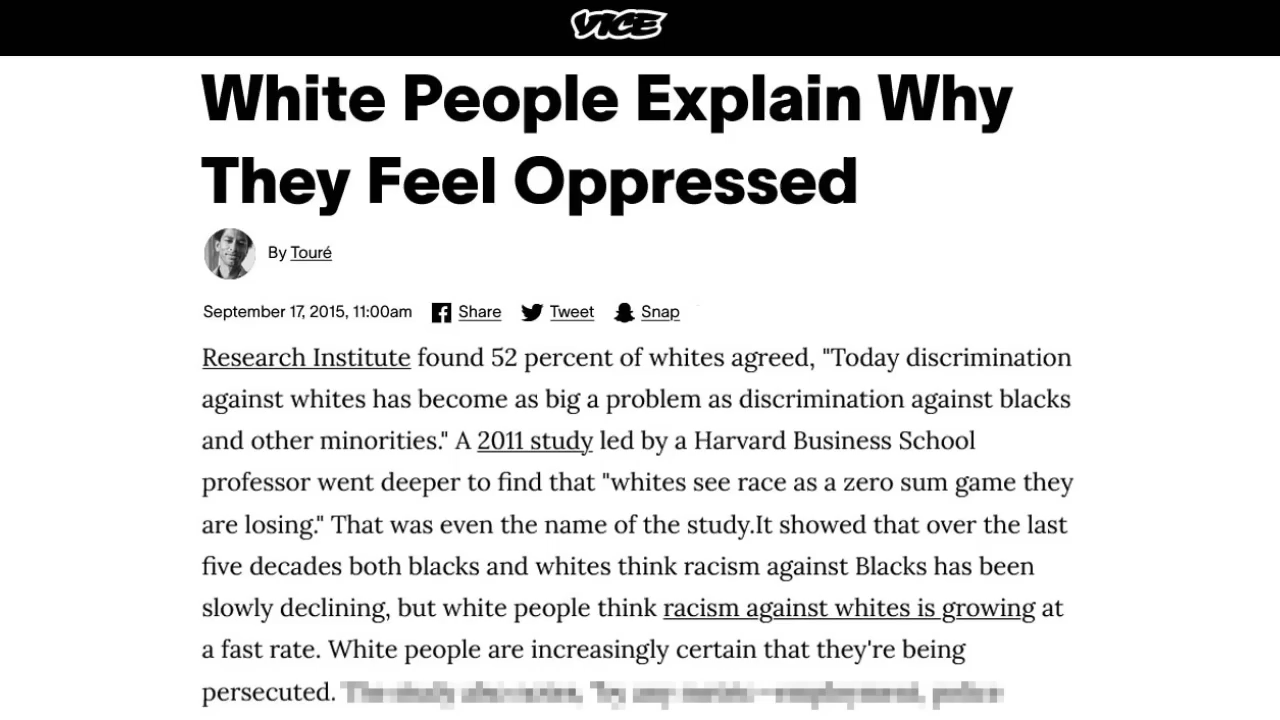 VICE
White People Explain Why
They Feel Oppressed
By Touré
September 17, 2015, 11:00am Share Tweet Snap
Research Institute found 52 percent of whites agreed, "Today discrimination
against whites has become as big a problem as discrimination against blacks
and other minorities." A 2011 study led by a Harvard Business School
professor went deeper to find that "whites see race as a zero sum game they
are losing." That was even the name of the study.It showed that over the last
five decades both blacks and whites think racism against Blacks has been
slowly declining, but white people think racism against whites is growing at
a fast rate. White people are increasingly certain that they're being
persecuted.